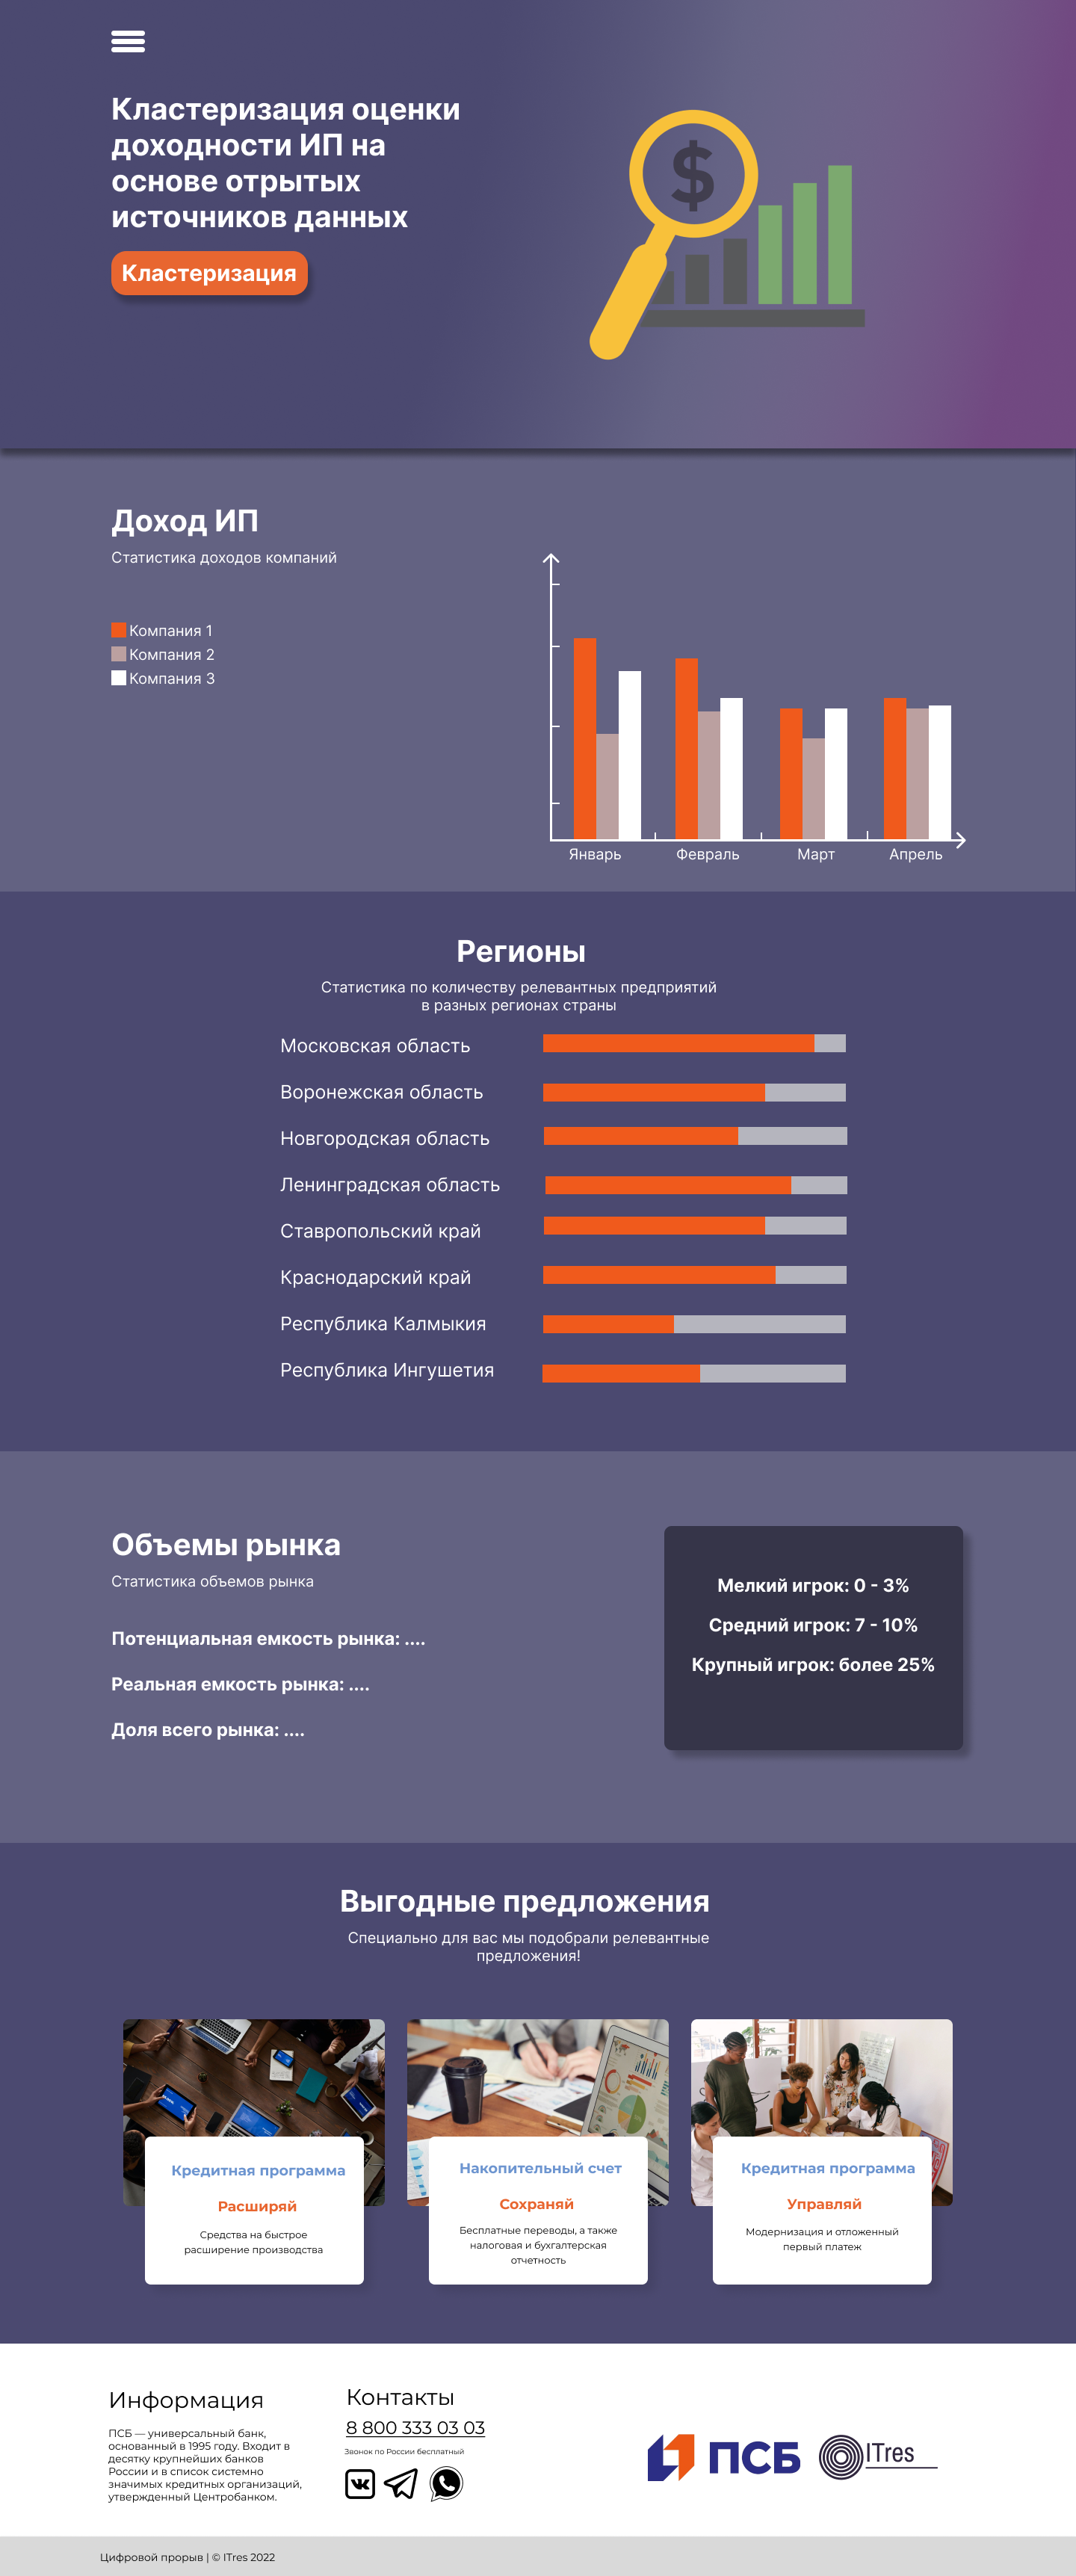 Кластеризация оценки
доходности ИП на
основе отрытых
источников данных
$
Кластеризация
Доход ИП
Статистика доходов компаний
Компания 1
Компания 2
Компания 3
Январь Февраль Март Апрель
Регионы
Статистика по количеству релевантных предприятий
в разных регионах страны
Московская область
Воронежская область
Новгородская область
Ленинградская область
Ставропольский край
Краснодарский край
Республика Калмыкия
Республика Ингушетия
Объемы рынка
Статистика объемов рынка
Потенциальная емкость рынка: ....
Реальная емкость рынка: ....
Доля всего рынка: ....
Мелкий игрок: 0 - 3%
Средний игрок: 7 - 10%
Крупный игрок: более 25%
Выгодные предложения
Специально для вас мы подобрали релевантные
предложения!
Кредитная программа
Расширяй
Средства на быстрое
расширение производства
Накопительный счет
Сохраняй
Бесплатные переводы, а также
налоговая и бухгалтерская
отчетность
Кредитная программа
Управляй
Модернизация и отложенный
первый платеж
Информация
ПСБ — универсальный банк,
основанный в 1995 году. Входит в
десятку крупнейших банков
России и в список системно
значимых кредитных организаций,
утвержденный Центробанком.
Контакты
8 800 333 03 03
Звонок по России бесплатный
ПСБ
ITres
Цифровой прорыв | © ITres 2022